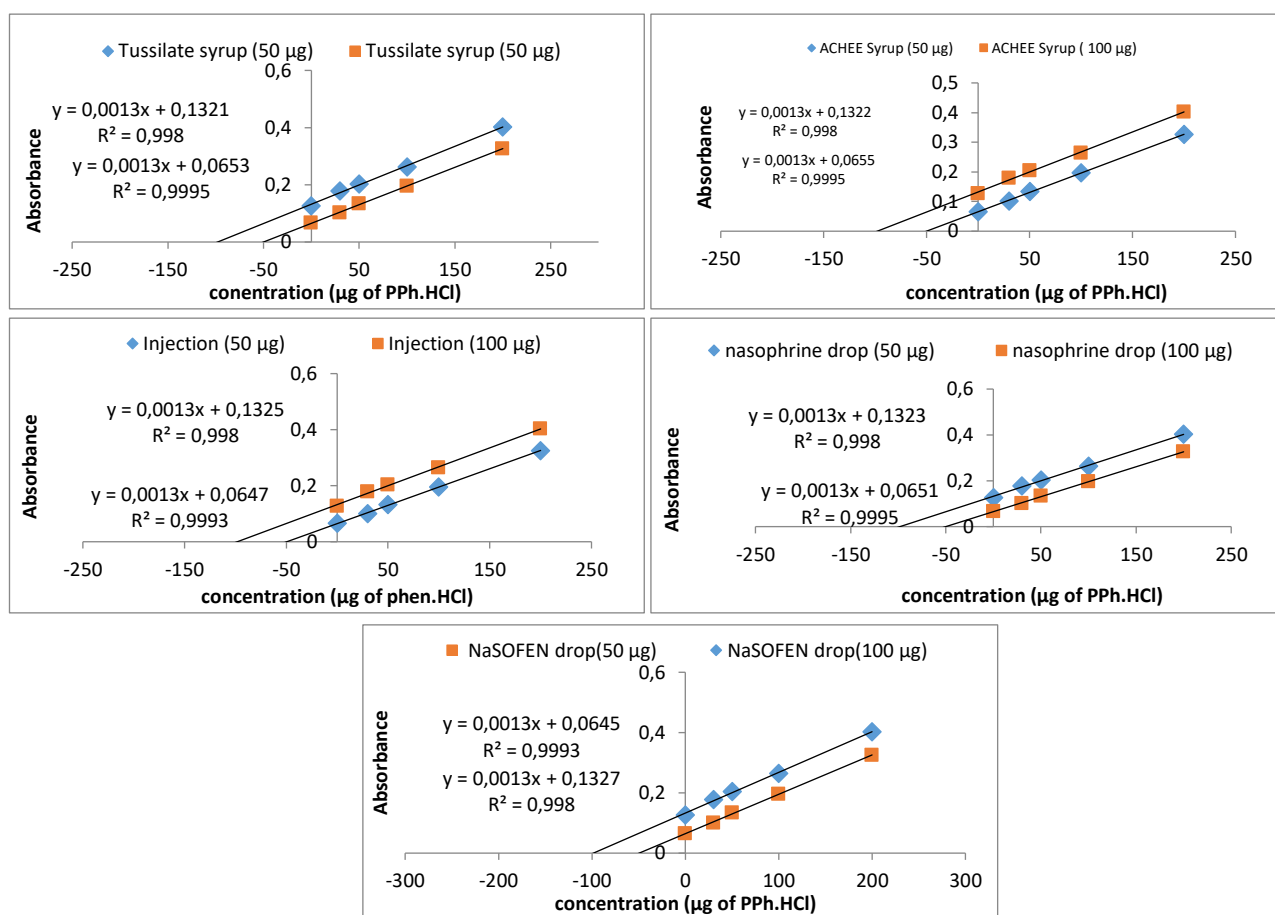 Tussilate syrup (50 µg) Tussilate syrup (50 µg)
0,6
y = 0,0013x + 0,1321
R² = 0,998
0,4
y = 0,0013x + 0,0653
R² = 0,9995
0,2
Absorbance
0
-250 -150 -50 50 150 250
conentration (µg of PPh.HCl)
ACHEE Syrup (50 µg) ACHEE Syrup ( 100 µg)
0,5
y = 0,0013x + 0,1322
R² = 0,998
0,4
0,3
y = 0,0013x + 0,0655
R² = 0,9995
0,2
0,1
Absorbance
0
-250 -150 -50 50 150 250
concentration (µg of PPh.HCl)
Injection (50 µg) Injection (100 µg)
0,6
y = 0,0013x + 0,1325
R² = 0,998
0,4
y = 0,0013x + 0,0647
R² = 0,9993
0,2
Absorbance
0
-250 -150 -50 50 150 250
concentration (µg of phen.HCl)
nasophrine drop (50 µg) nasophrine drop (100 µg)
0,6
y = 0,0013x + 0,1323
R² = 0,998
0,4
y = 0,0013x + 0,0651
R² = 0,9995
0,2
Absorbance
0
-250 -150 -50 50 150 250
concentration (µg of PPh.HCl)
NaSOFEN drop(50 µg) NaSOFEN drop(100 µg)
0,6
y = 0,0013x + 0,0645
R² = 0,9993
0,4
y = 0,0013x + 0,1327
R² = 0,998
0,2
Absorbance
0
-300 -200 -100 0 100 200 300
concentration (µg of PPh.HCl)